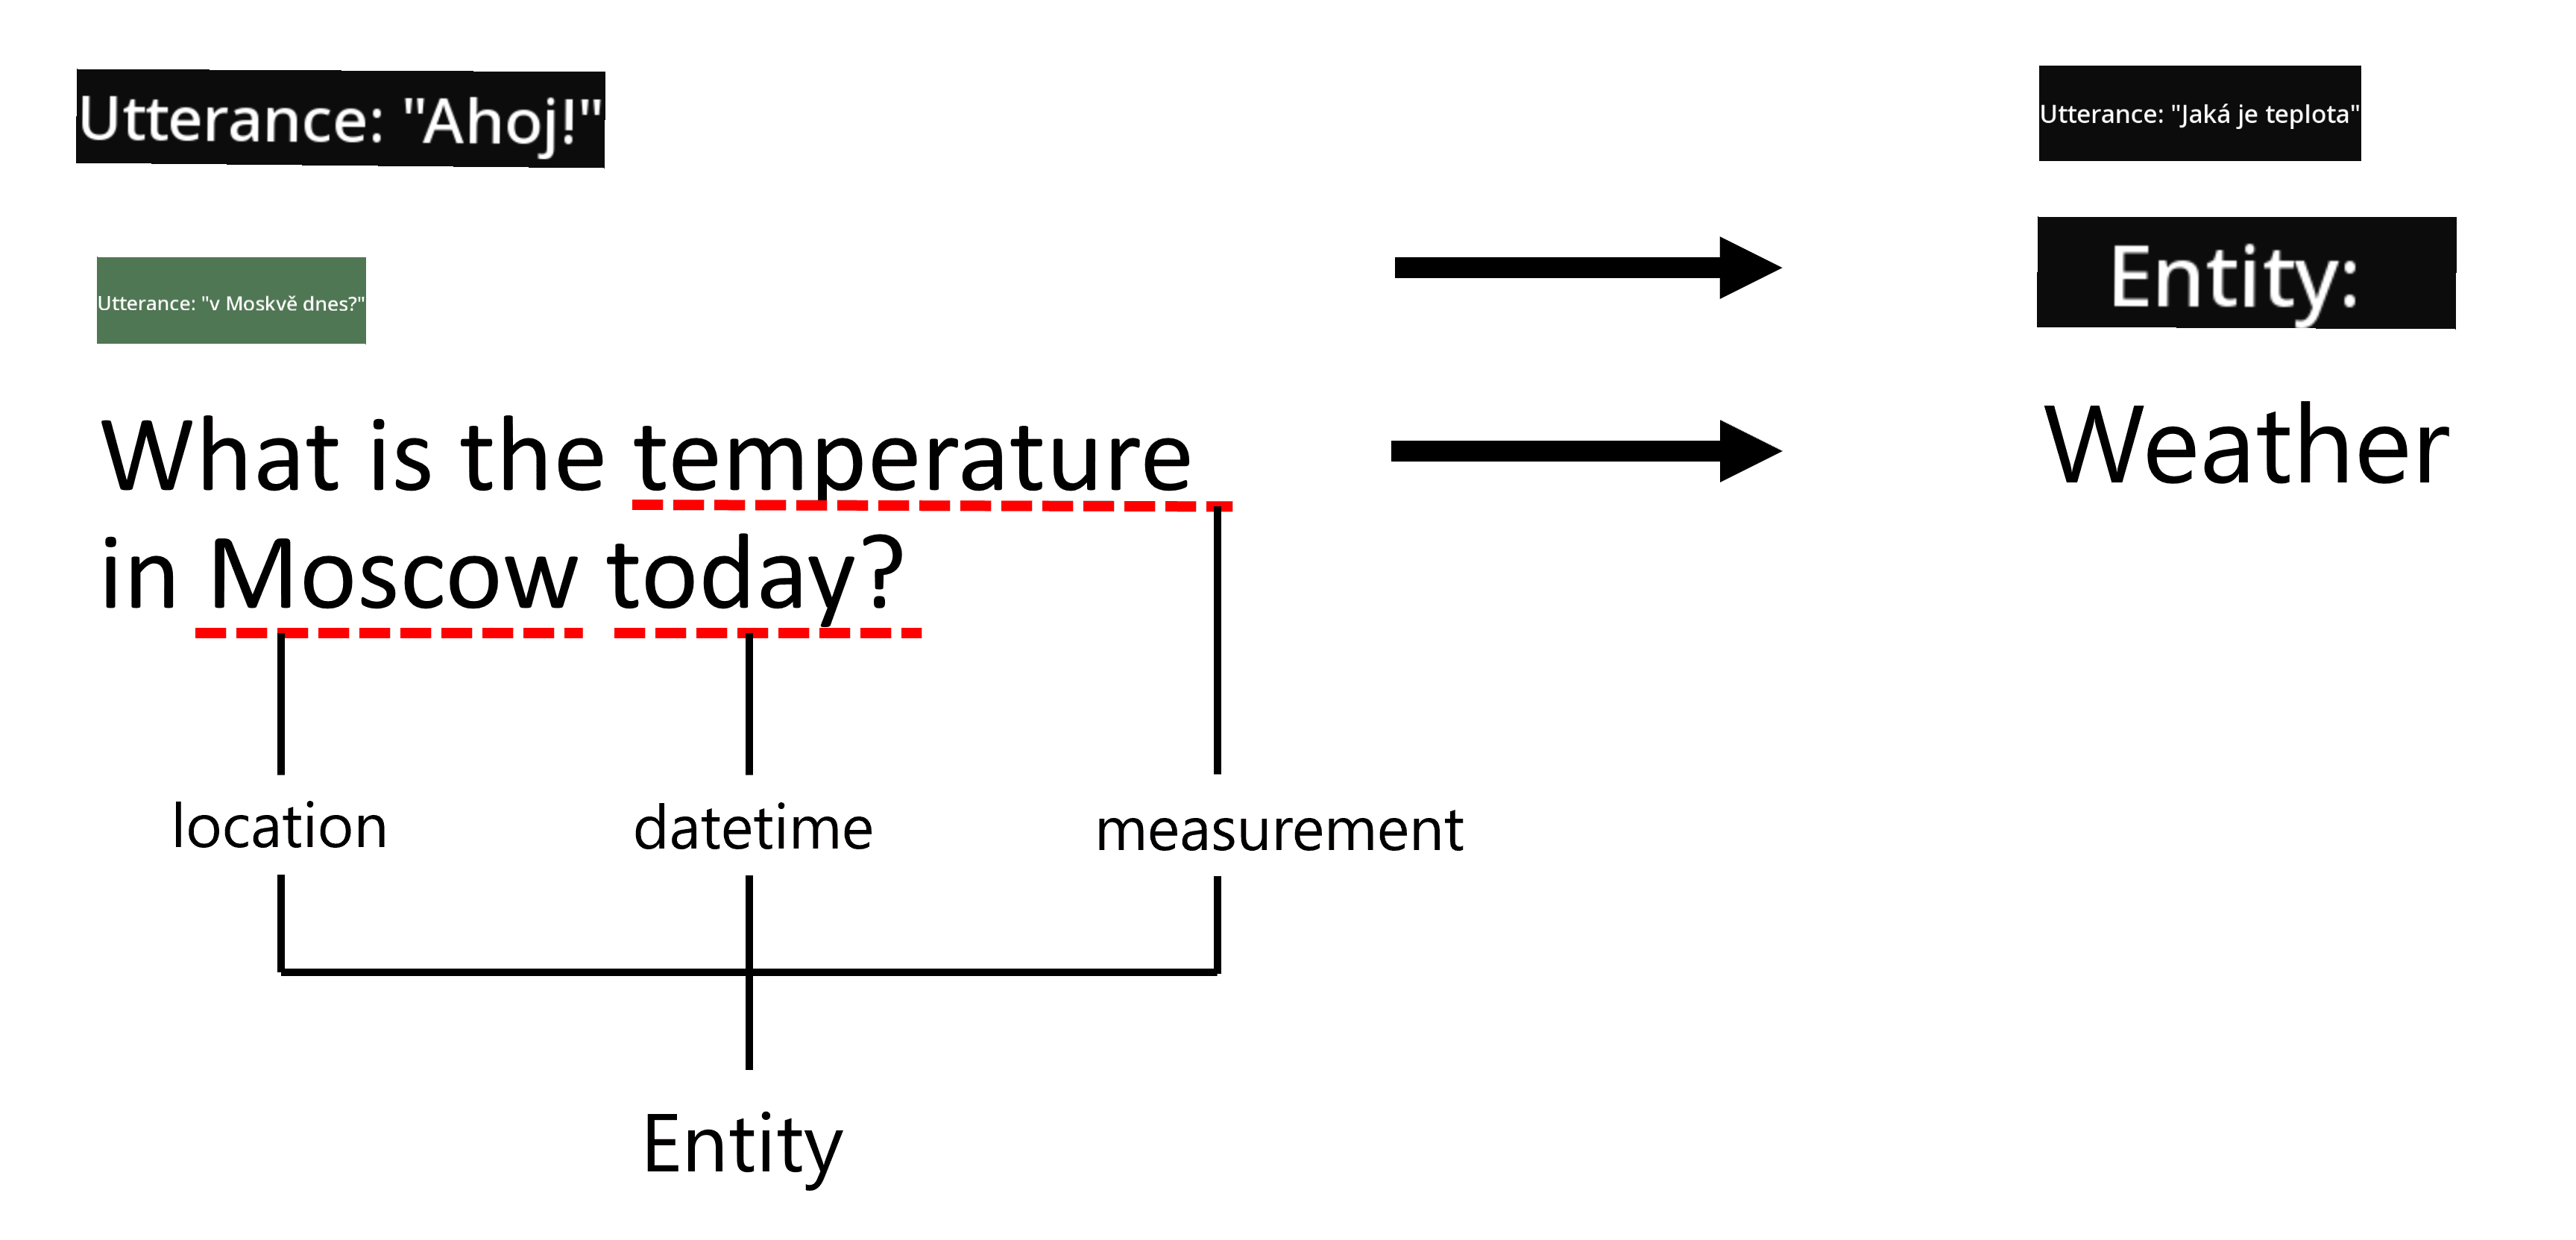 Utterance: "Ahoj!"
Utterance: "Jaká je teplota"
Utterance: "v Moskvě dnes?"
Entity:
What is the temperature
in Moscow today?
Weather
location
datetime
measurement
Entity